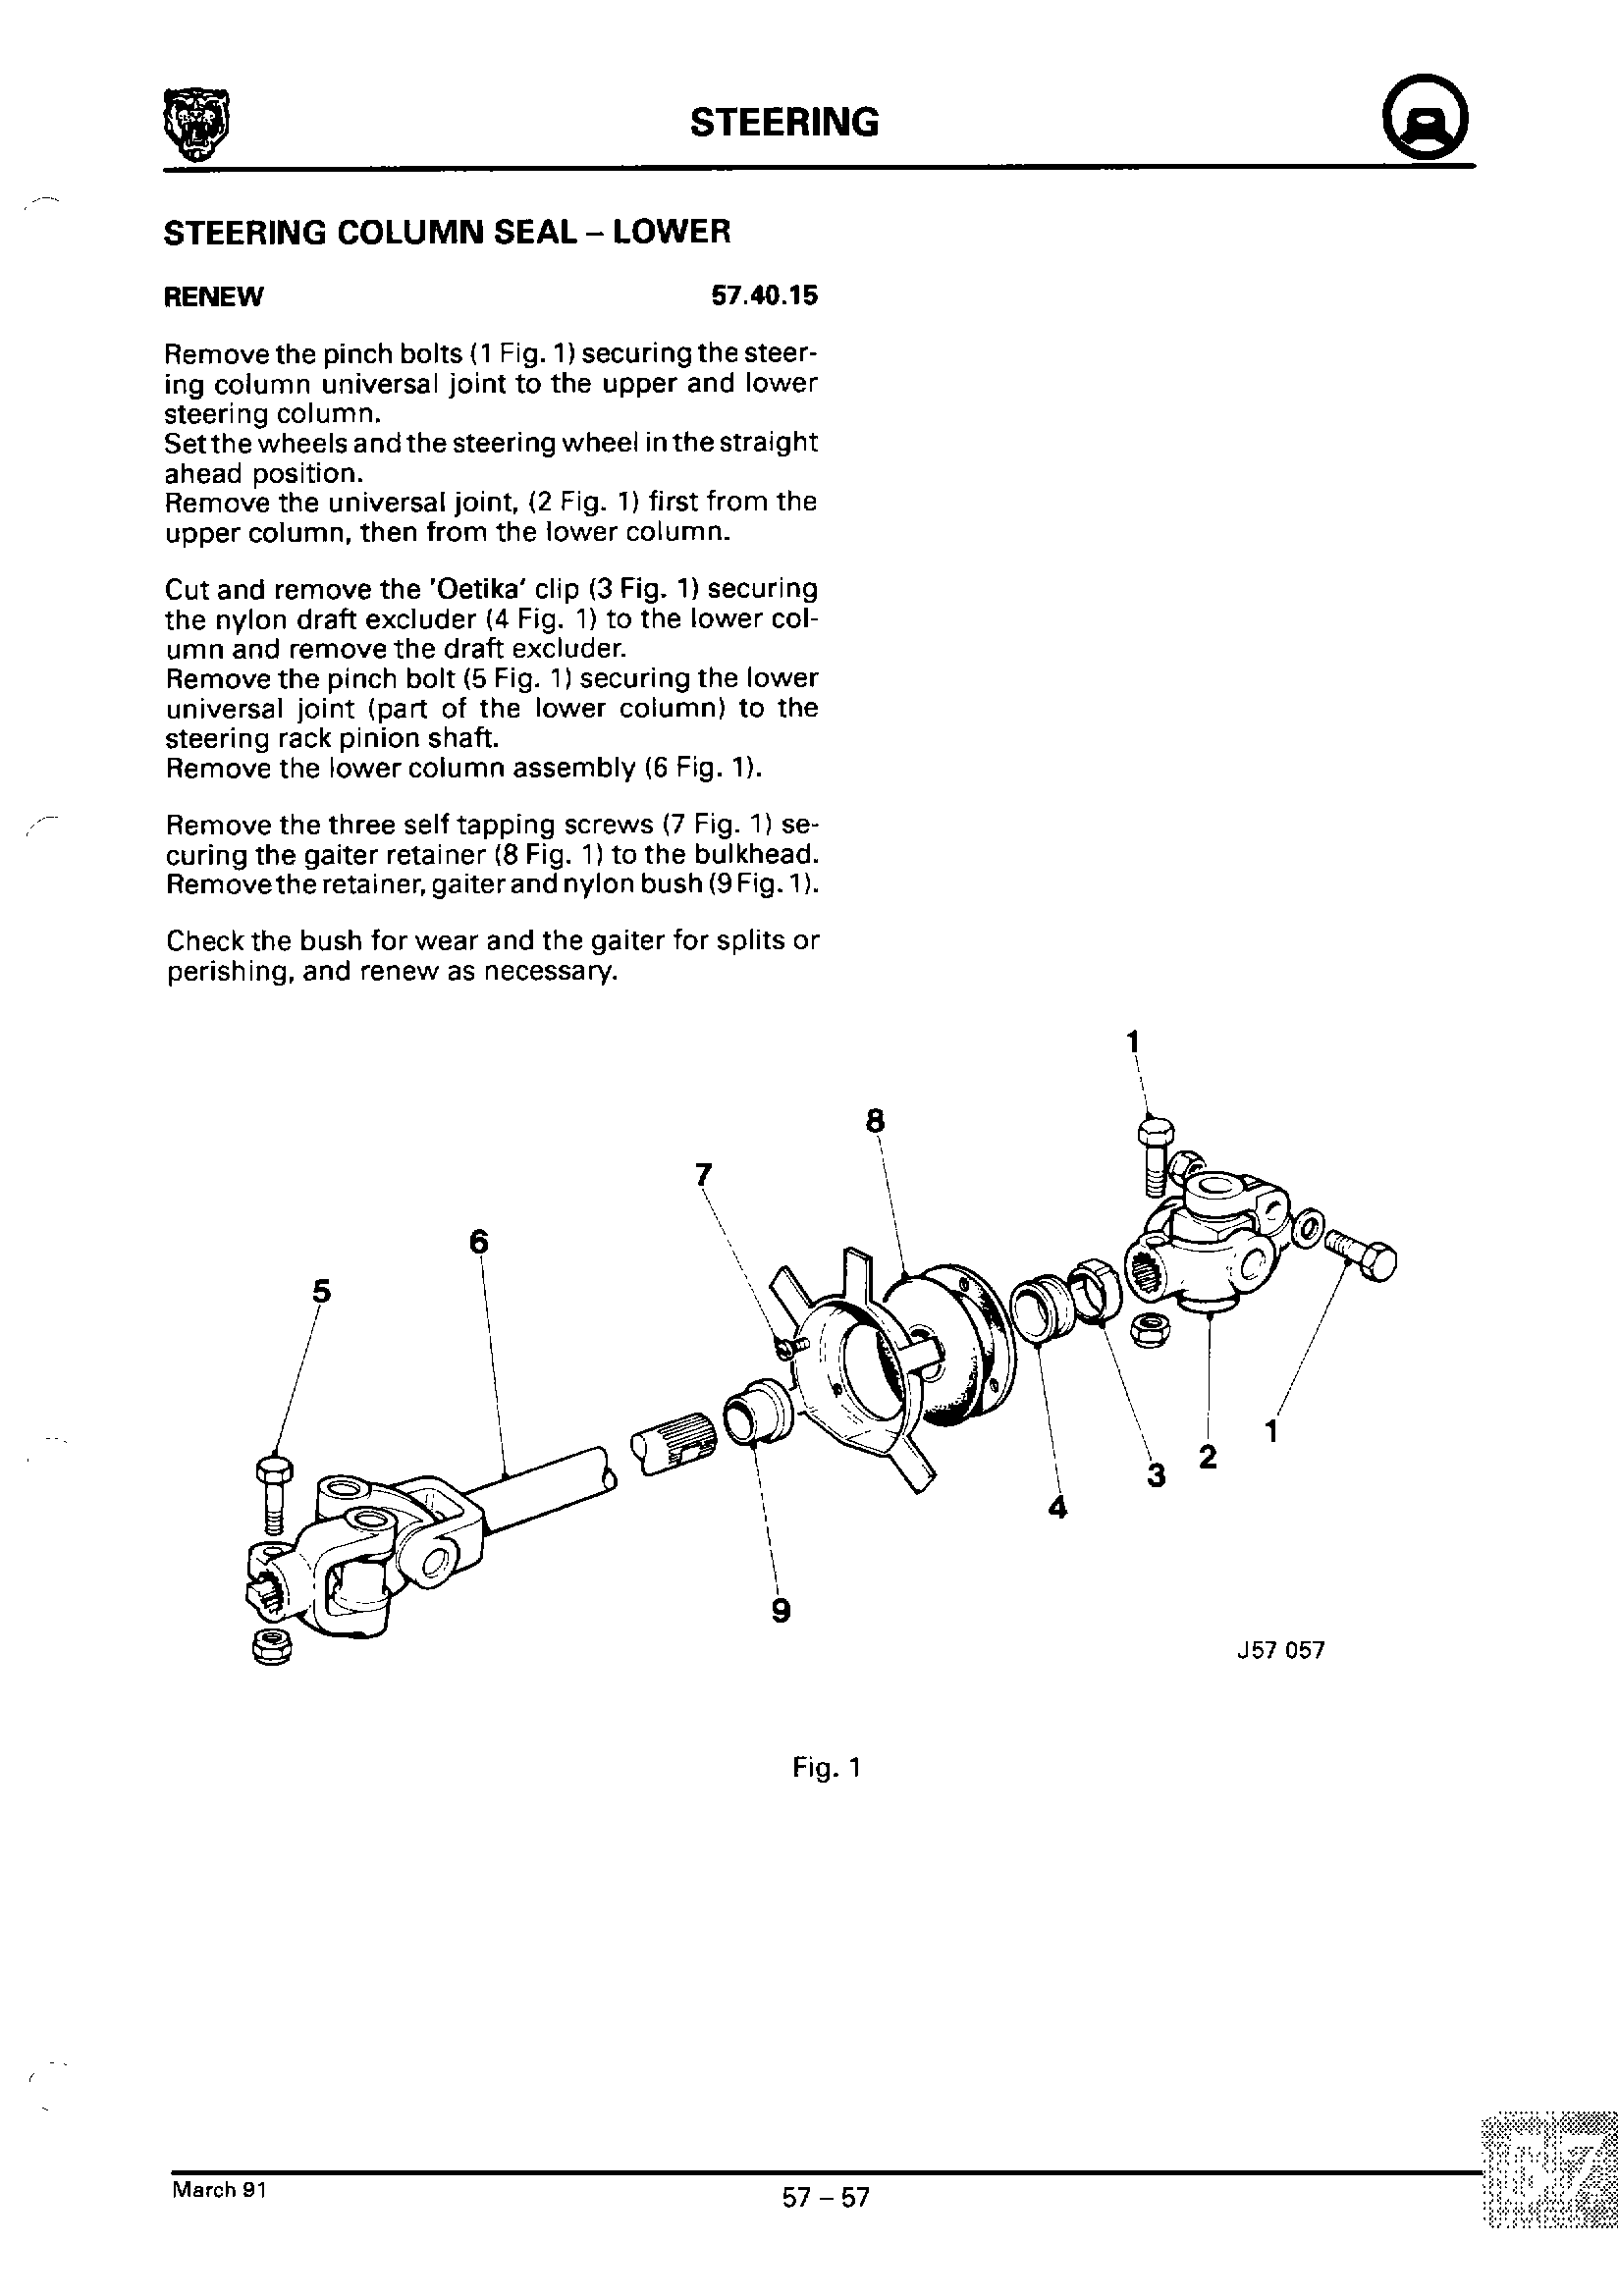 STEERING
STEERING COLUMN SEAL – LOWER
RENEW 57.40.15
Remove the pinch bolts (1 Fig. 1) securing the steer-
ing column universal joint to the upper and lower
steering column.
Set the wheels and the steering wheel in the straight
ahead position.
Remove the universal joint, (2 Fig. 1) first from the
upper column, then from the lower column.
Cut and remove the 'Oetika' clip (3 Fig. 1) securing
the nylon draft excluder (4 Fig. 1) to the lower col-
umn and remove the draft excluder.
Remove the pinch bolt (5 Fig. 1) securing the lower
universal joint (part of the lower column) to the
steering rack pinion shaft.
Remove the lower column assembly (6 Fig. 1).
Remove the three self tapping screws (7 Fig. 1) se-
curing the gaiter retainer (8 Fig. 1) to the bulkhead.
Remove the retainer, gaiter and nylon bush (9 Fig. 1).
Check the bush for wear and the gaiter for splits or
perishing, and renew as necessary.
1
8
7
6
5
1
2
3
4
9
J57 057
Fig. 1
March 91
57 – 57
57